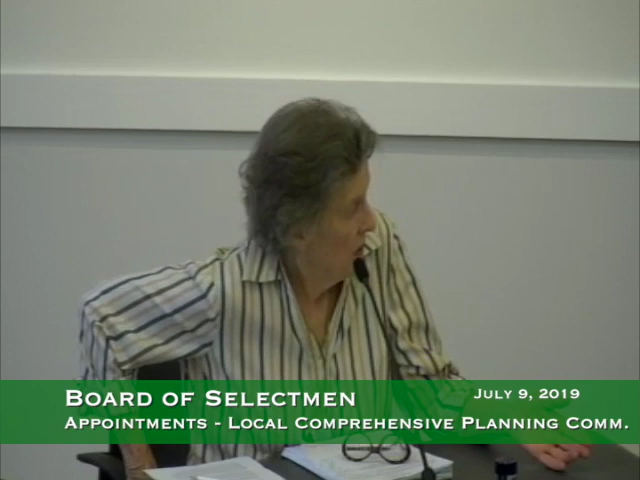 Board of Selectmen
July 9, 2019
Appointments - Local Comprehensive Planning Comm.